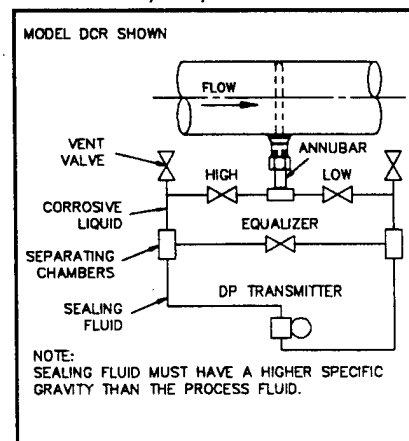 MODEL DCR SHOWN
FLOW
VENT
VALVE
ANNUBAR
HIGH
LOW
CORROSIVE
LIQUID
EQUALIZER
SEPARATING
CHAMBERS
SEALING
FLUID
DP TRANSMITTER
NOTE:
SEALING FLUID MUST HAVE A HIGHER SPECIFIC
GRAVITY THAN THE PROCESS FLUID.